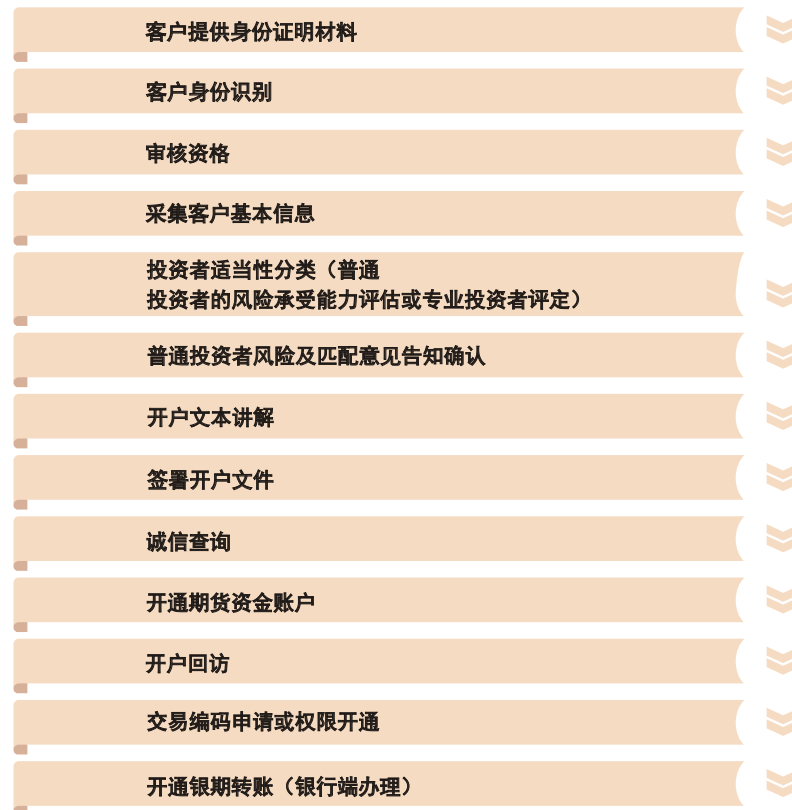 客户提供身份证明材料
客户身份识别
审核资格
采集客户基本信息
投资者适当性分类（普通
投资者的风险承受能力评估或专业投资者评定）
普通投资者风险及匹配意见告知确认
开户文本讲解
签署开户文件
诚信查询
开通期货资金账户
开户回访
交易编码申请或权限开通
开通银期转账（银行端办理）